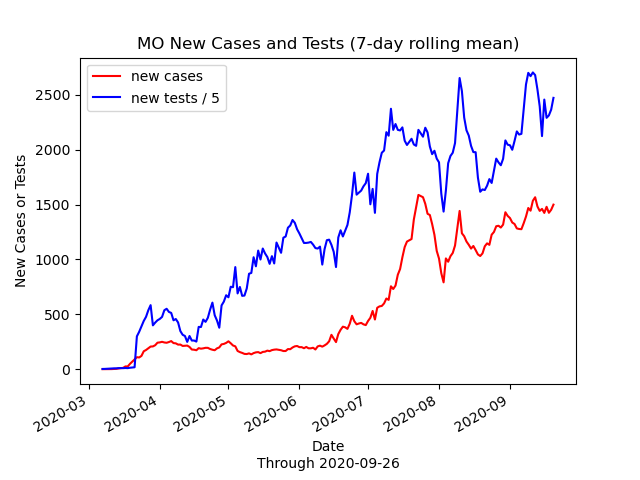 MO New Cases and Tests (7-day rolling mean)
new cases
new tests / 5
New Cases or Tests
2500
2000
1500
1000
500
0
2020-03
2020-04
2020-05
2020-06
2020-07
2020-08
2020-09
Date
Through 2020-09-26